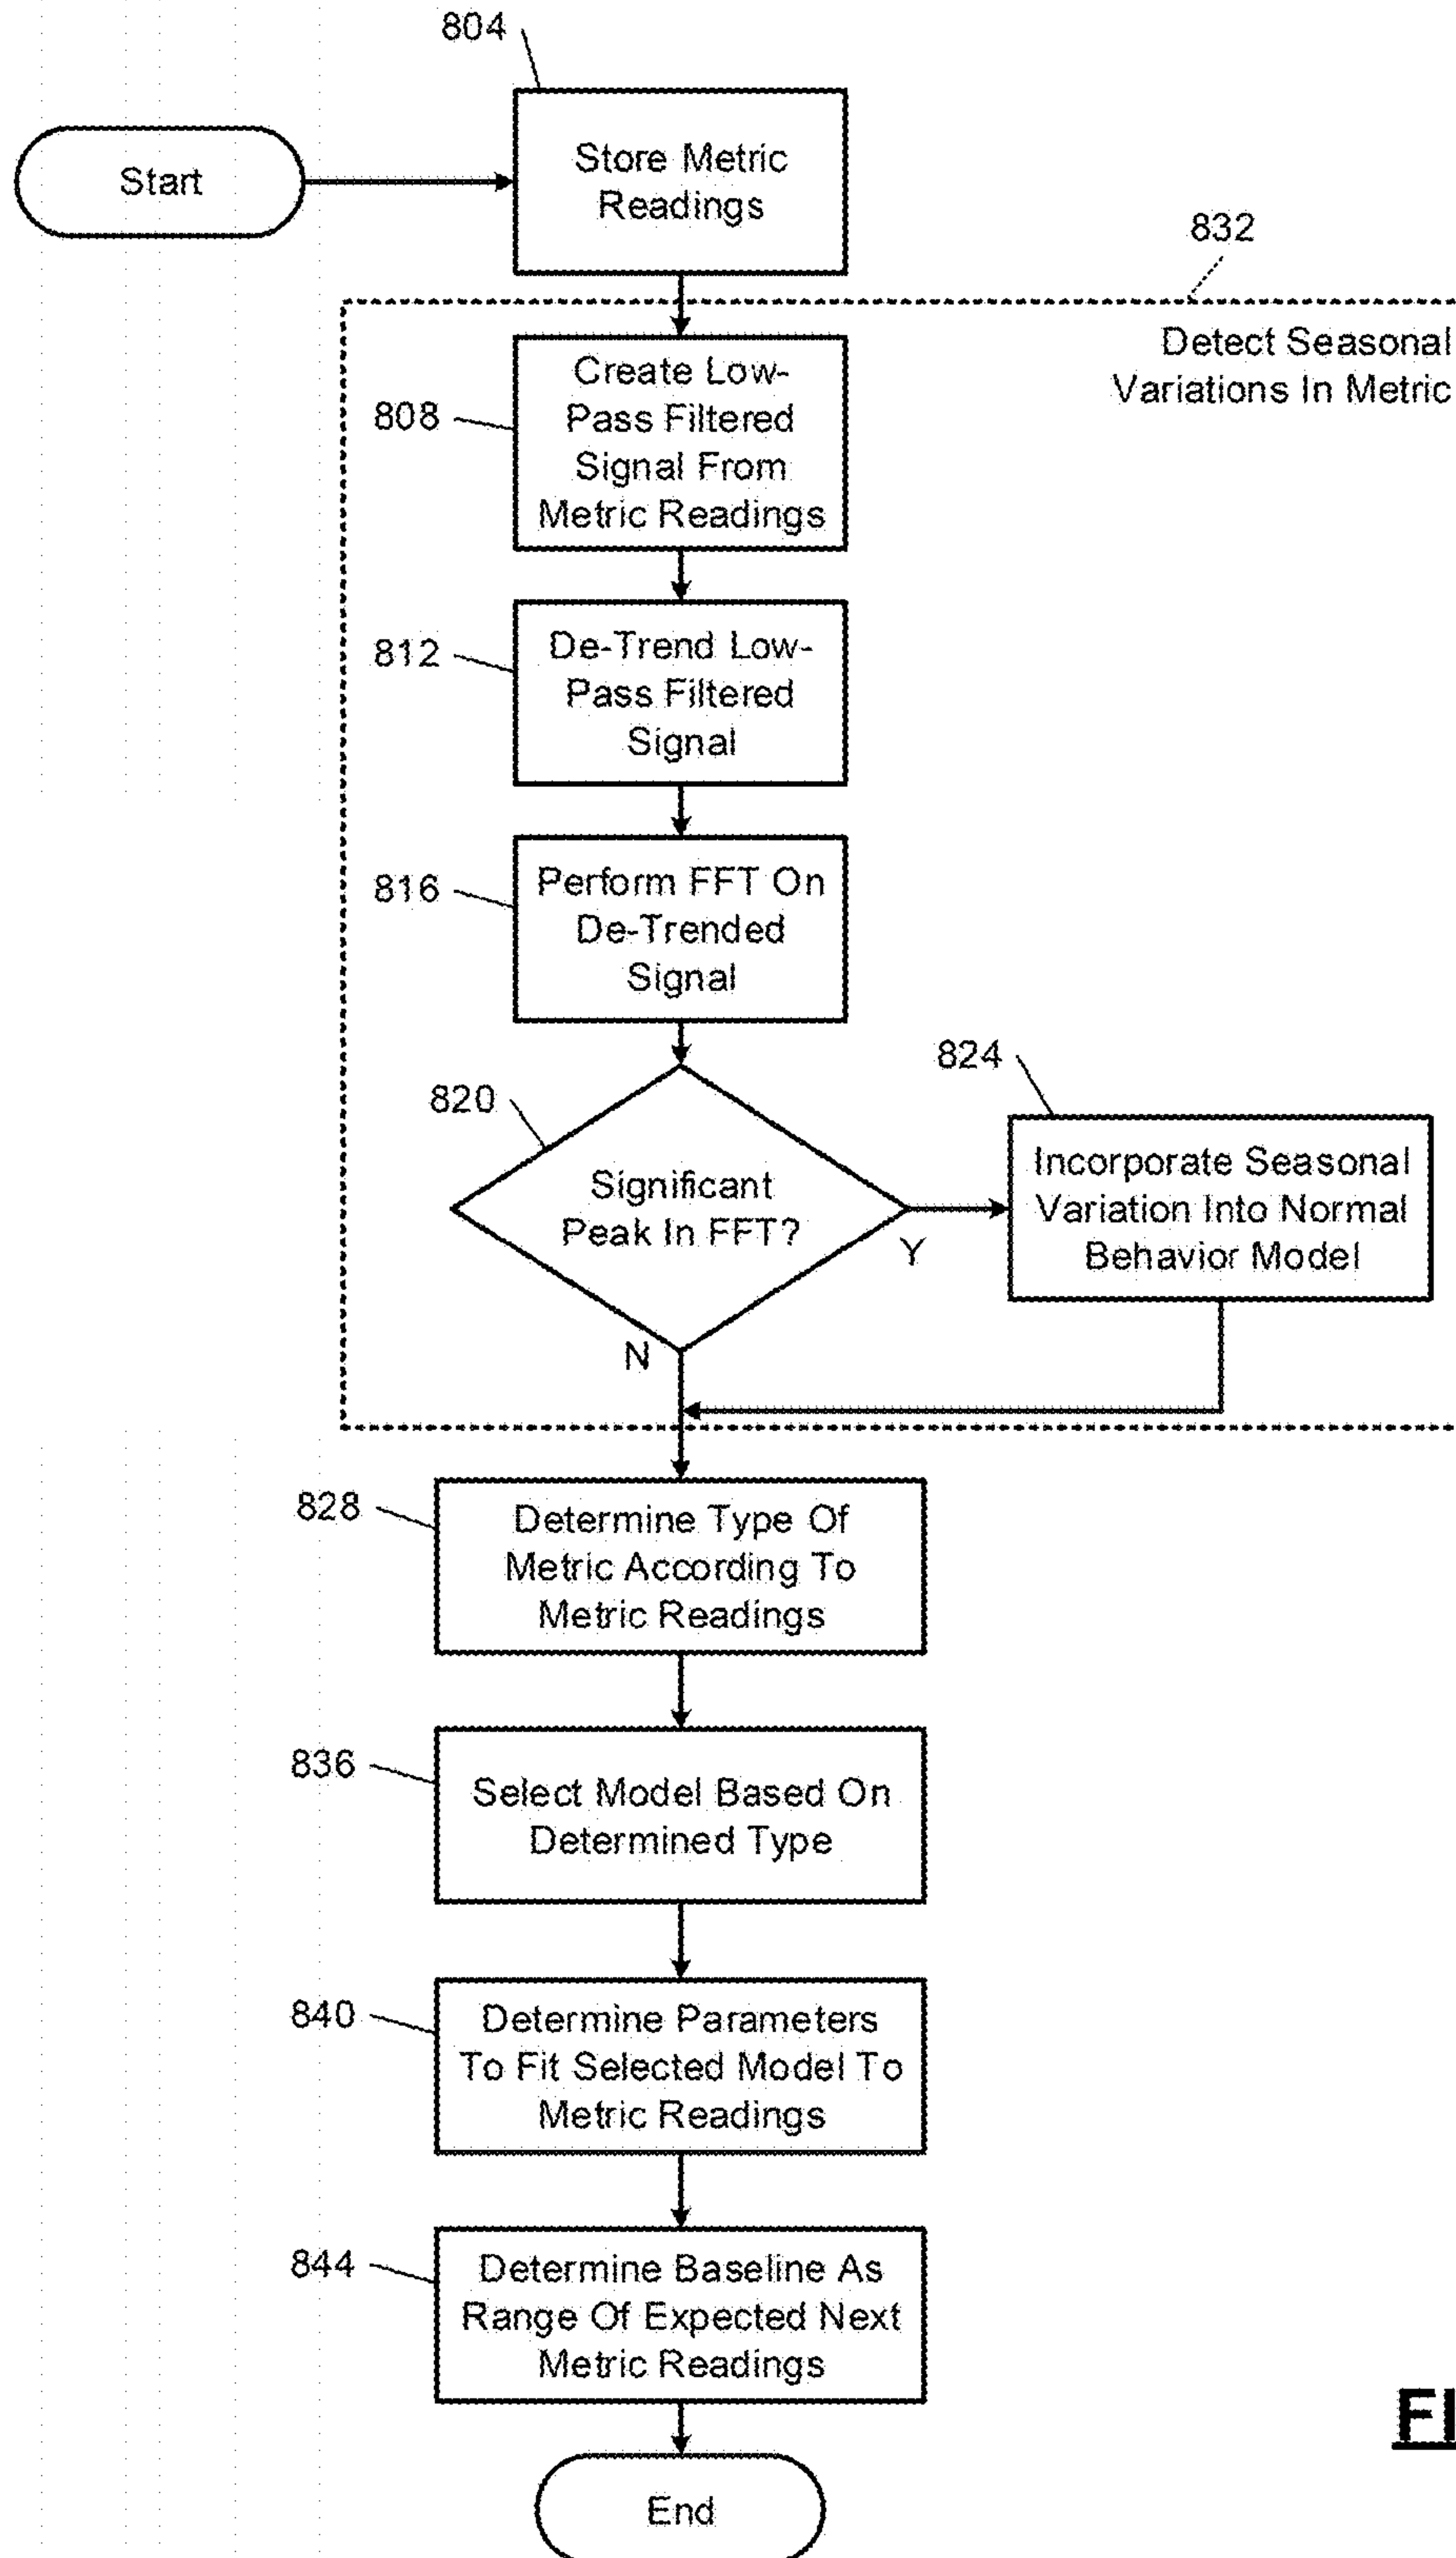 804
Start
Store Metric
Readings
832
Detect Seasonal
Variations In Metric
808
Create Low-
Pass Filtered
Signal From
Metric Readings
812
De-Trend Low-
Pass Filtered
Signal
816
Perform FFT On
De-Trended
Signal
820
Significant
Peak In FFT?
Y
N
824
Incorporate Seasonal
Variation Into Normal
Behavior Model
828
Determine Type Of
Metric According To
Metric Readings
836
Select Model Based On
Determined Type
840
Determine Parameters
To Fit Selected Model To
Metric Readings
844
Determine Baseline As
Range Of Expected Next
Metric Readings
End